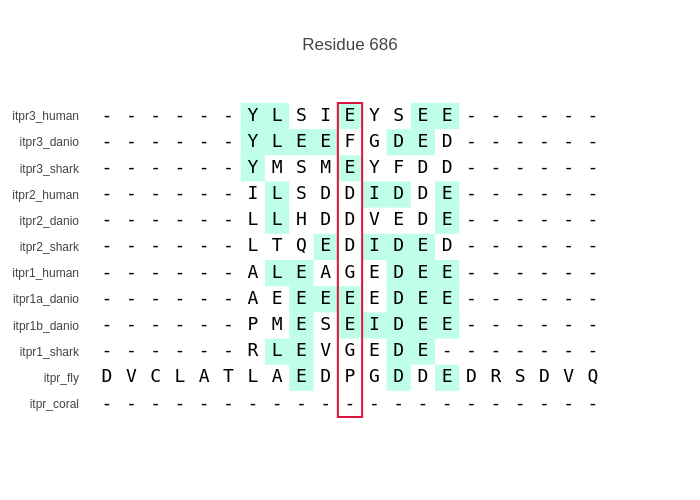 Residue 686
itpr3_human - - - - - - Y L S I E Y S E E - - - - - -
itpr3_danio - - - - - - Y L E E F G D E D - - - - - -
itpr3_shark - - - - - - Y M S M E Y F D D - - - - - -
itpr2_human - - - - - - I L S D D I D D E - - - - - -
itpr2_danio - - - - - - L L H D D V E D E - - - - - -
itpr2_shark - - - - - - L T Q E D I D E D - - - - - -
itpr1_human - - - - - - A L E A G E D E E - - - - - -
itpr1a_danio - - - - - - A E E E E E D E E - - - - - -
itpr1b_danio - - - - - - P M E S E I D E E - - - - - -
itpr1_shark - - - - - - R L E V G E D E - - - - - - -
itpr_fly D V C L A T L A E D P G D D E D R S D V Q
itpr_coral - - - - - - - - - - - - - - - - - - - - -